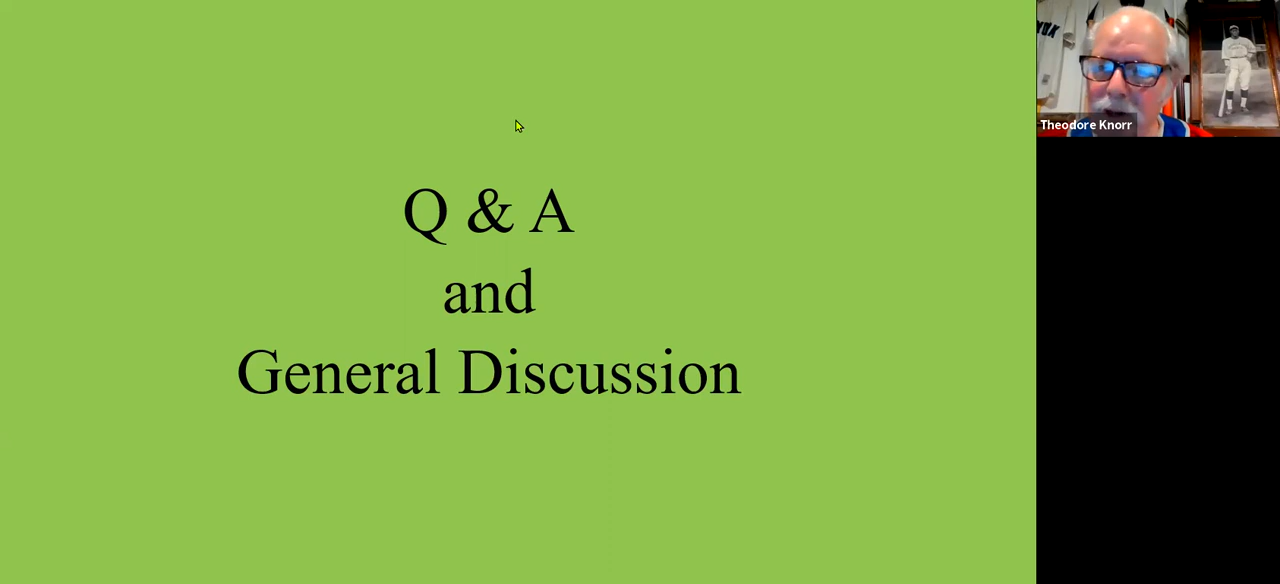 Q & A
and
General Discussion
Theodore Knorr